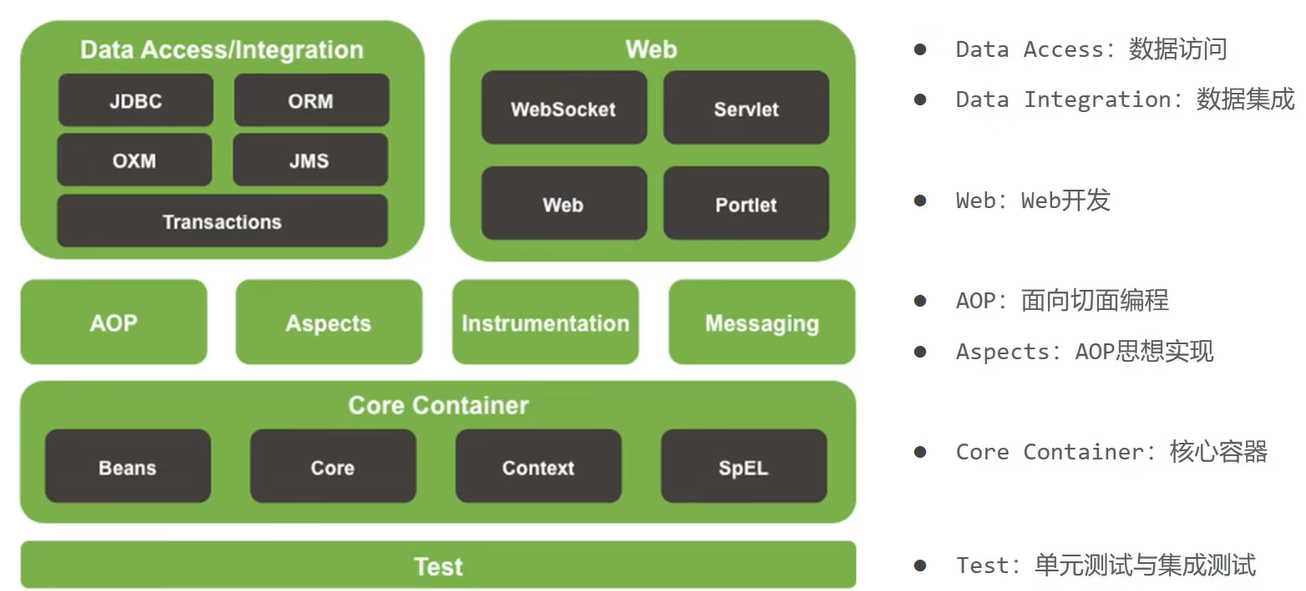 Data Access/Integration
JDBC
ORM
OXM
JMS
Transactions
Web
WebSocket
Servlet
Web
Portlet
AOP
Aspects
Instrumentation
Messaging
Core Container
Beans
Core
Context
SpEL
Test
● Data Access：数据访问
● Data Integration：数据集成
● Web：Web开发
● AOP：面向切面编程
● Aspects：AOP思想实现
● Core Container：核心容器
● Test：单元测试与集成测试